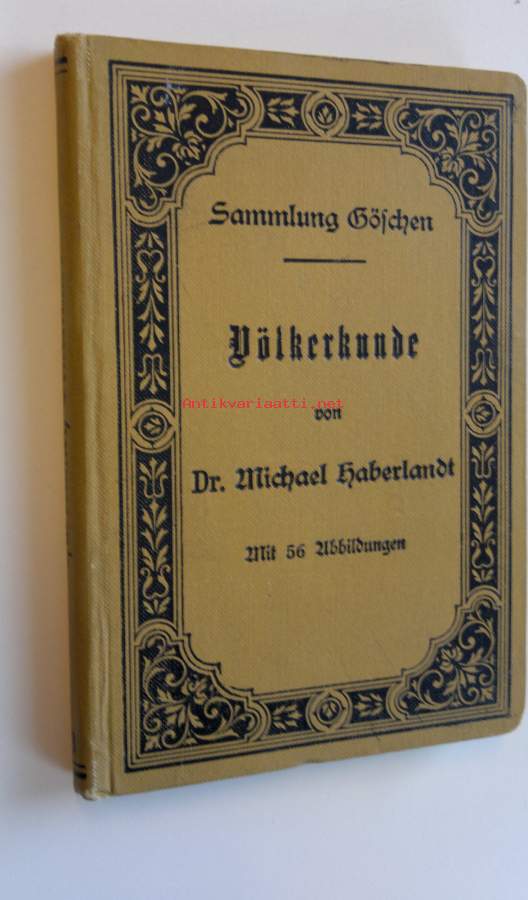 Sammlung Göschen
Völkerkunde
Antikvariaatti.net
von
Dr. Michael Haberlandt
Mit 56 Abbildungen